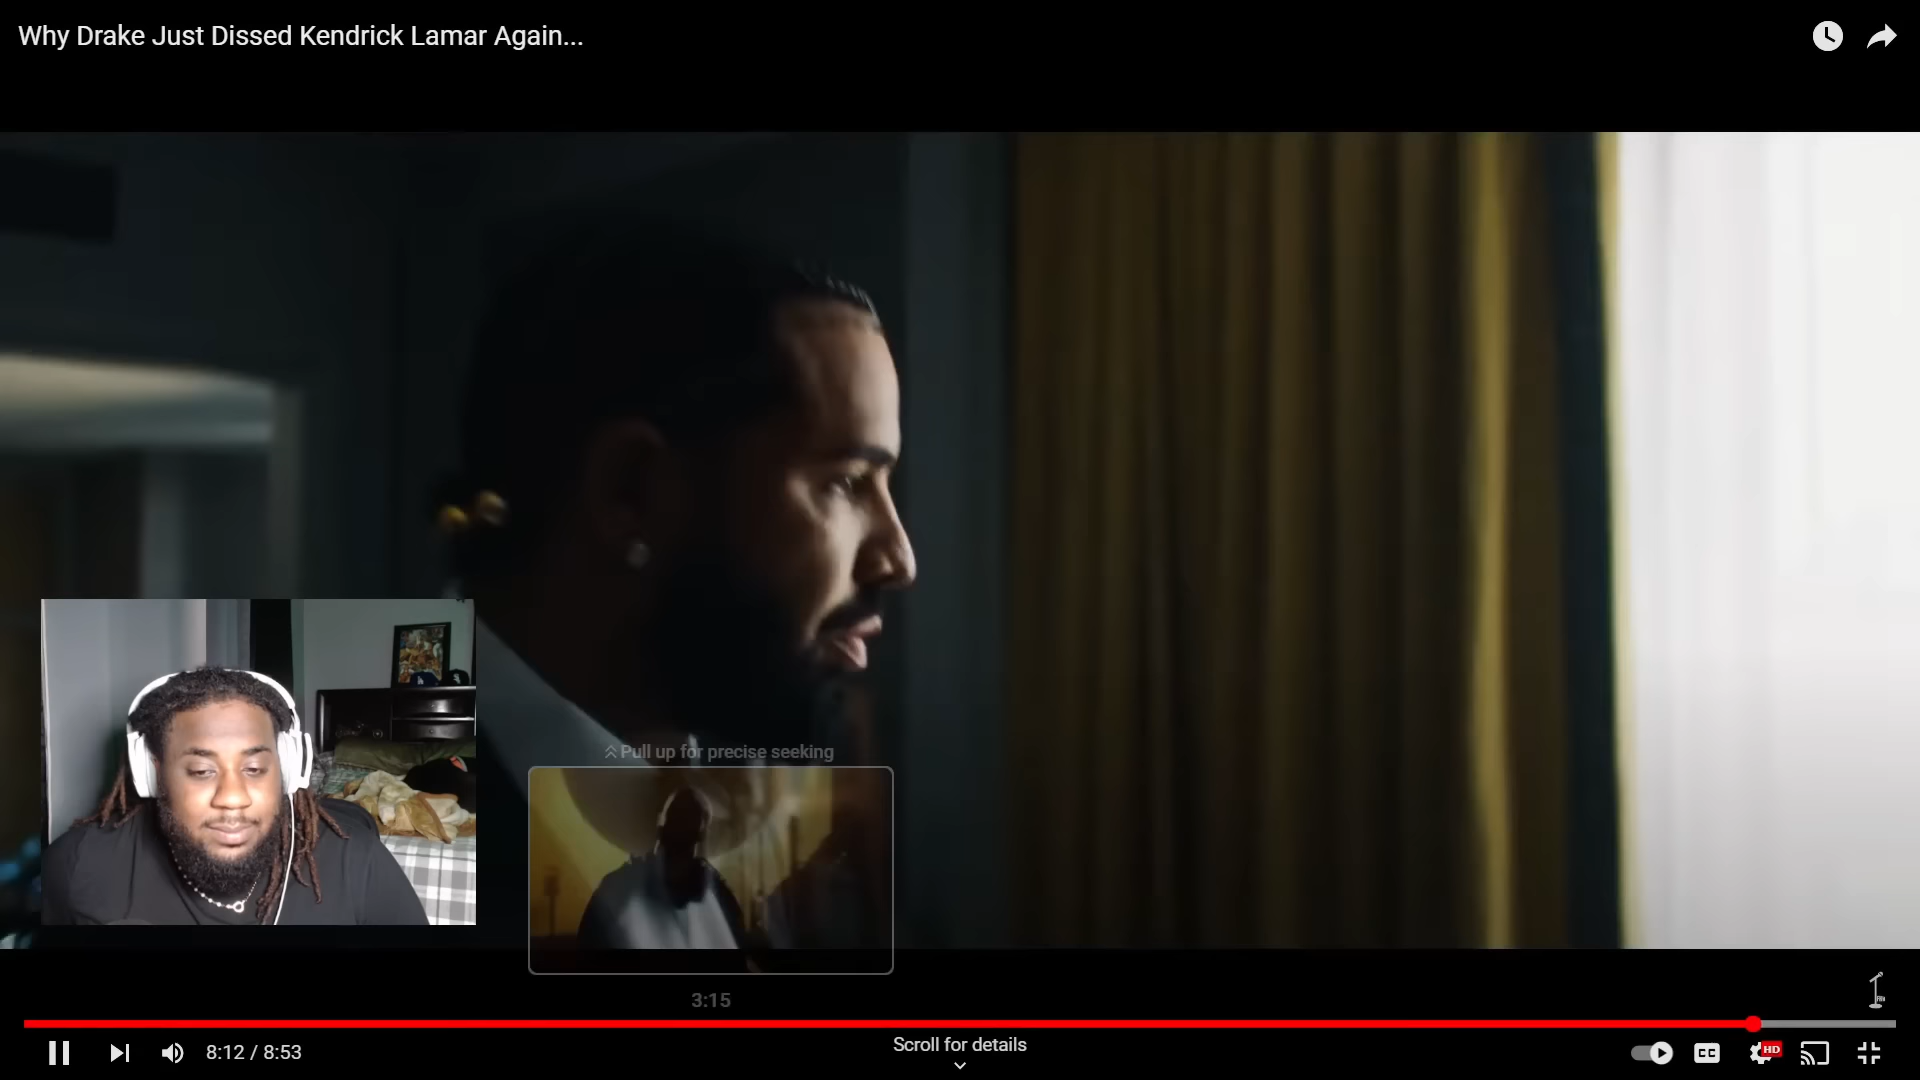 Why Drake Just Dissed Kendrick Lamar Again...
Pull up for precise seeking
3:15
8:12 / 8:53
Scroll for details
CC
HD